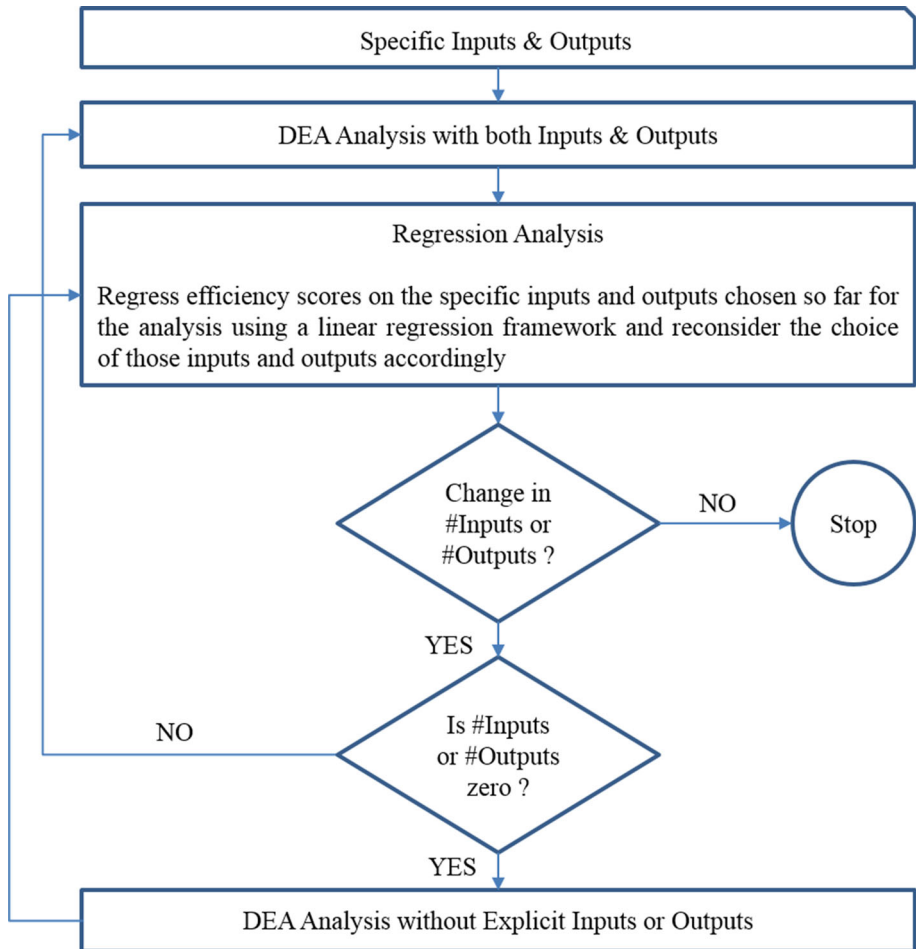 Specific Inputs & Outputs
DEA Analysis with both Inputs & Outputs
Regression Analysis
Regress efficiency scores on the specific inputs and outputs chosen so far for
the analysis using a linear regression framework and reconsider the choice
of those inputs and outputs accordingly
Change in
#Inputs or
#Outputs ?
NO
Stop
YES
Is #Inputs
or #Outputs
zero ?
NO
YES
DEA Analysis without Explicit Inputs or Outputs